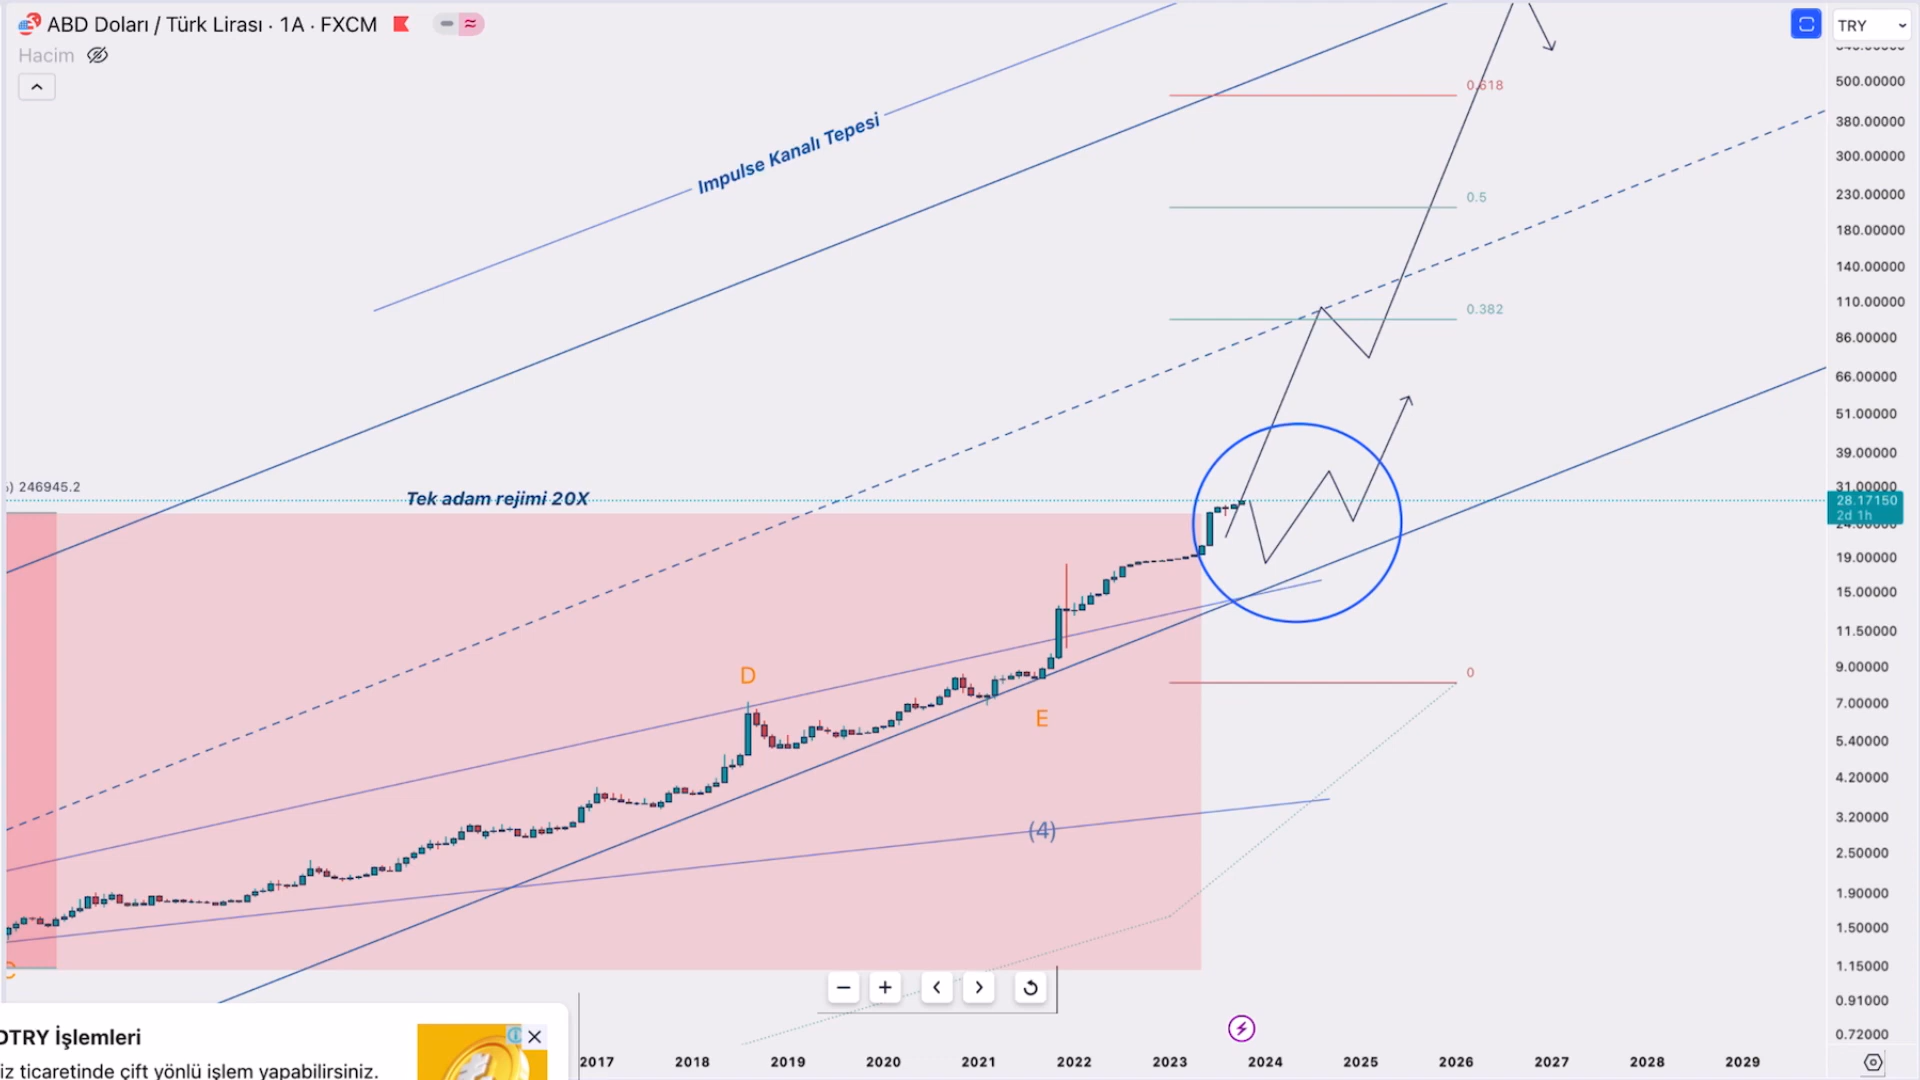 ABD Doları / Türk Lirası · 1A · FXCM
Hacim
TRY
500.00000
380.00000
300.00000
230.00000
180.00000
140.00000
110.00000
86.00000
66.00000
51.00000
39.00000
31.00000
28.17150
2d 1h
24.00000
19.00000
15.00000
11.50000
9.00000
7.00000
5.40000
4.20000
3.20000
2.50000
1.90000
1.50000
1.15000
0.91000
0.72000
Impulse Kanalı Tepesi
0.618
0.5
0.382
0
) 246945.2
Tek adam rejimi 20X
D
E
(4)
C
DTRY İşlemleri
iz ticaretinde çift yönlü işlem yapabilirsiniz.
2017 2018 2019 2020 2021 2022 2023 2024 2025 2026 2027 2028 2029